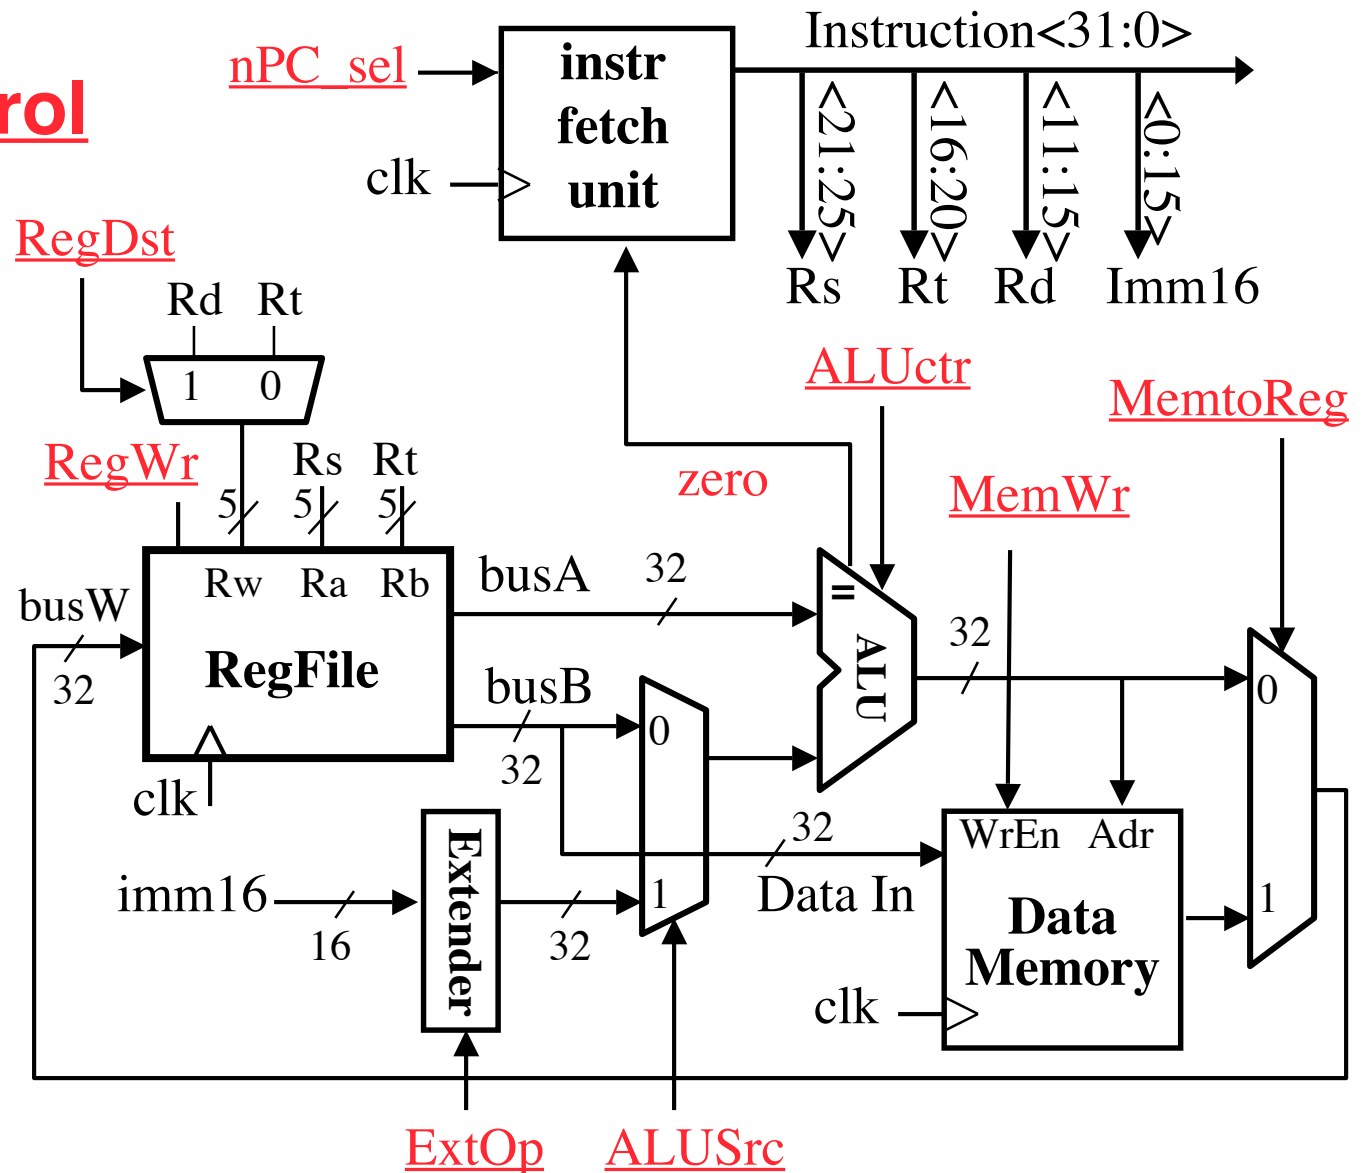 Instruction<31:0>
nPC_sel
instr
fetch
unit
rol
clk
<21:25>
<16:20>
<11:15>
<0:15>
Rs
Rt
Rd
Imm16
RegDst
Rd
Rt
1
0
ALUctr
MemtoReg
RegWr
Rs
Rt
5
5
5
zero
MemWr
Rw
Ra
Rb
busW
32
busA
32
=
ALU
32
RegFile
busB
32
0
0
clk
imm16
16
Extender
32
1
32
Data In
WrEn
Adr
Data
Memory
1
clk
ExtOp
ALUSrc